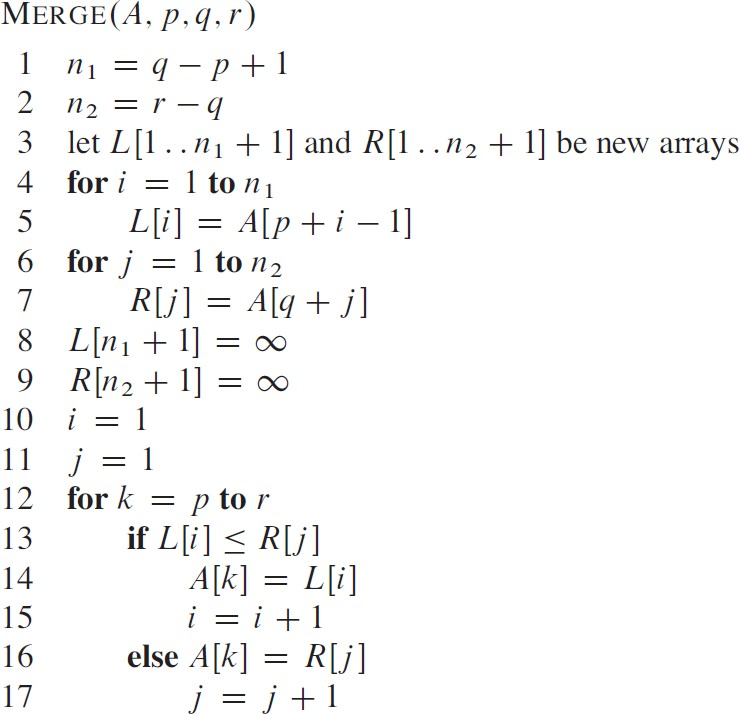 MERGE(A, p, q, r)
1 n₁ = q − p + 1
2 n₂ = r − q
3 let L[1 . . n₁ + 1] and R[1 . . n₂ + 1] be new arrays
4 for i = 1 to n₁
5 L[i] = A[p + i − 1]
6 for j = 1 to n₂
7 R[j] = A[q + j]
8 L[n₁ + 1] = ∞
9 R[n₂ + 1] = ∞
10 i = 1
11 j = 1
12 for k = p to r
13 if L[i] ≤ R[j]
14 A[k] = L[i]
15 i = i + 1
16 else A[k] = R[j]
17 j = j + 1